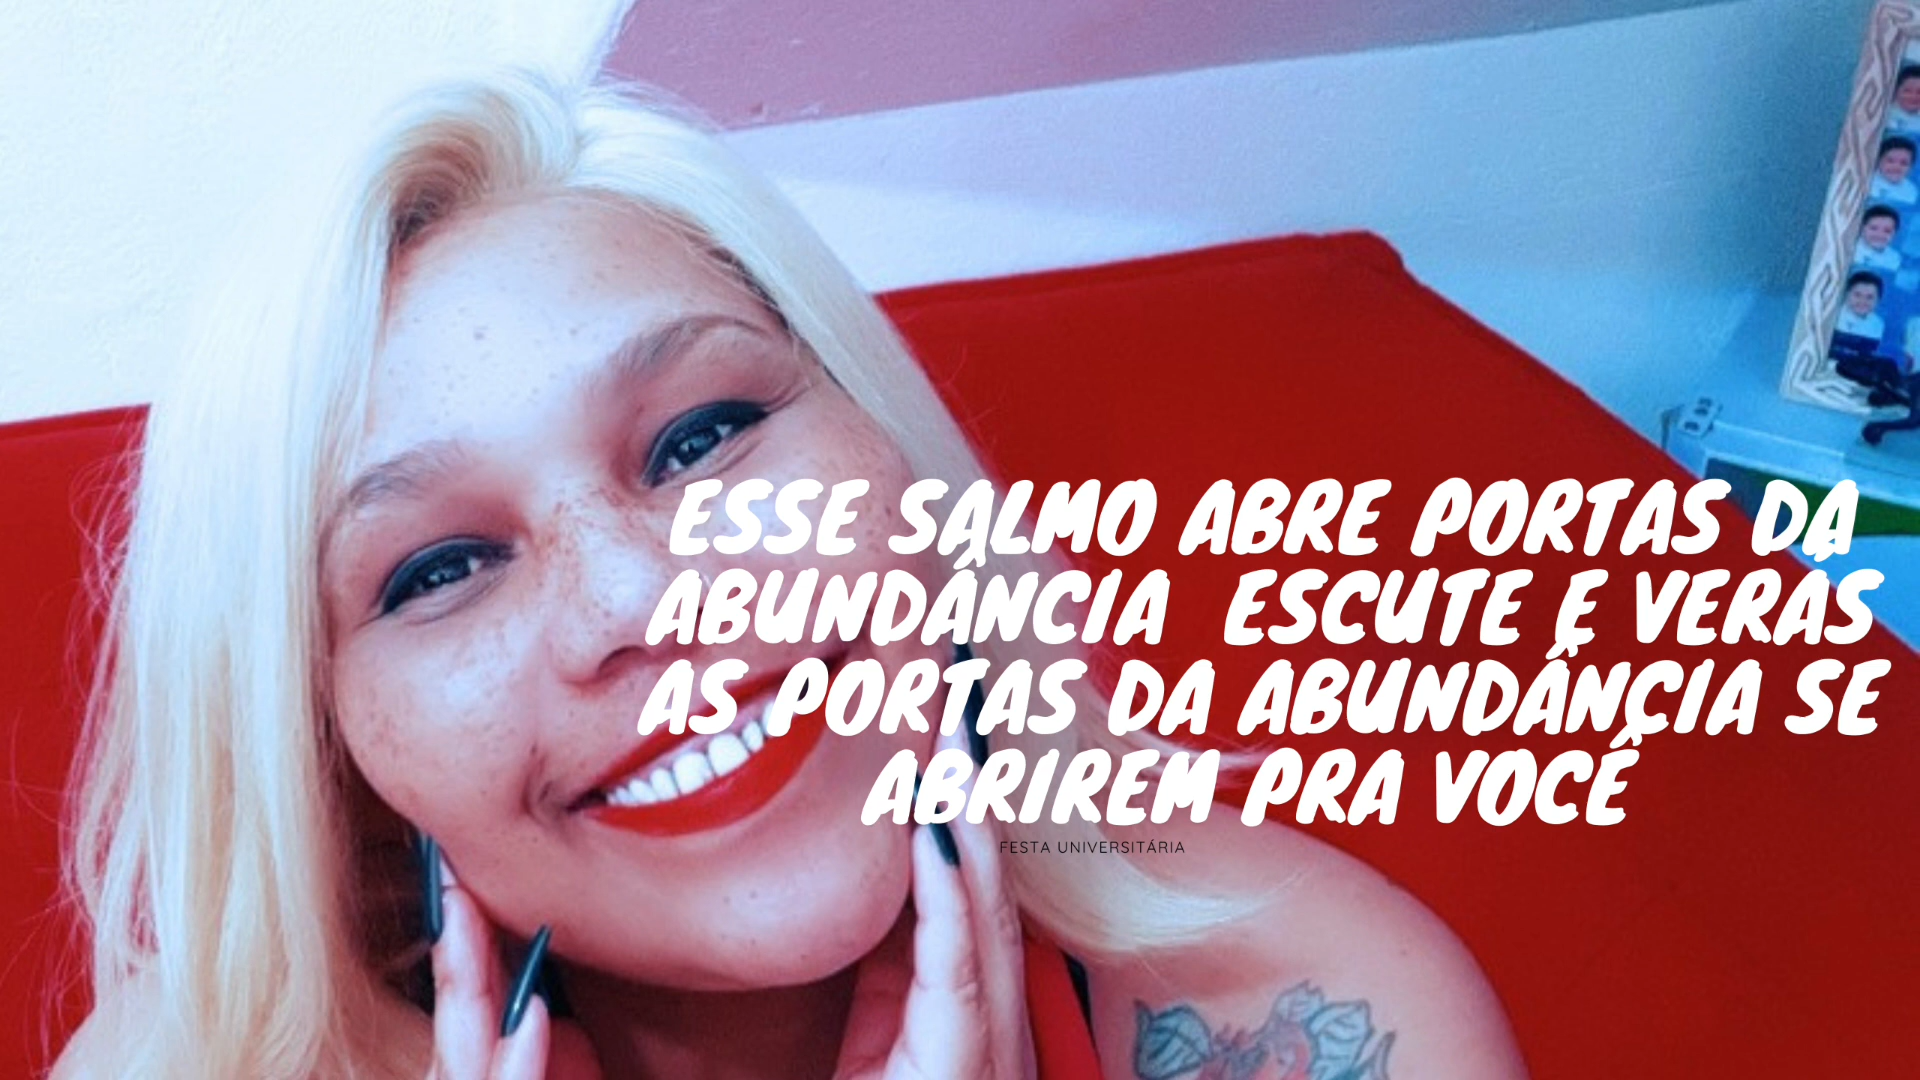 ESSE SALMO ABRE PORTAS DA
ABUNDÂNCIA ESCUTE E VERÁS
AS PORTAS DA ABUNDÂNCIA SE
ABRIREM PRA VOCÊ
FESTA UNIVERSITÁRIA